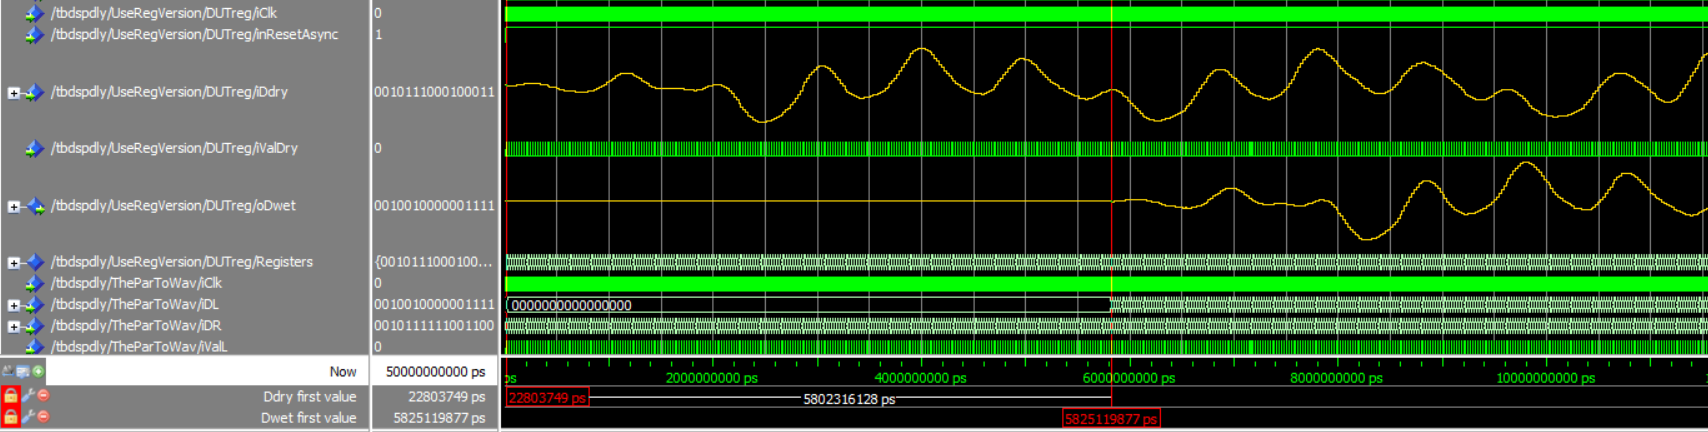 /tbdspdly/UseRegVersion/DUTreg/iClk 0
/tbdspdly/UseRegVersion/DUTreg/inResetAsync 1
/tbdspdly/UseRegVersion/DUTreg/iDdry 0010111000100011
/tbdspdly/UseRegVersion/DUTreg/iValDry 0
/tbdspdly/UseRegVersion/DUTreg/oDwet 0010010000001111
/tbdspdly/UseRegVersion/DUTreg/Registers {0010111000100...
/tbdspdly/TheParToWav/iClk 0
/tbdspdly/TheParToWav/iDL 0010010000001111 0000000000000000
/tbdspdly/TheParToWav/iDR 0010111111001100
/tbdspdly/TheParToWav/iValL 0
Now 50000000000 ps ps 2000000000 ps 4000000000 ps 6000000000 ps 8000000000 ps 10000000000 ps
Ddry first value 22803749 ps 22803749 ps 5802316128 ps
Dwet first value 5825119877 ps 5825119877 ps